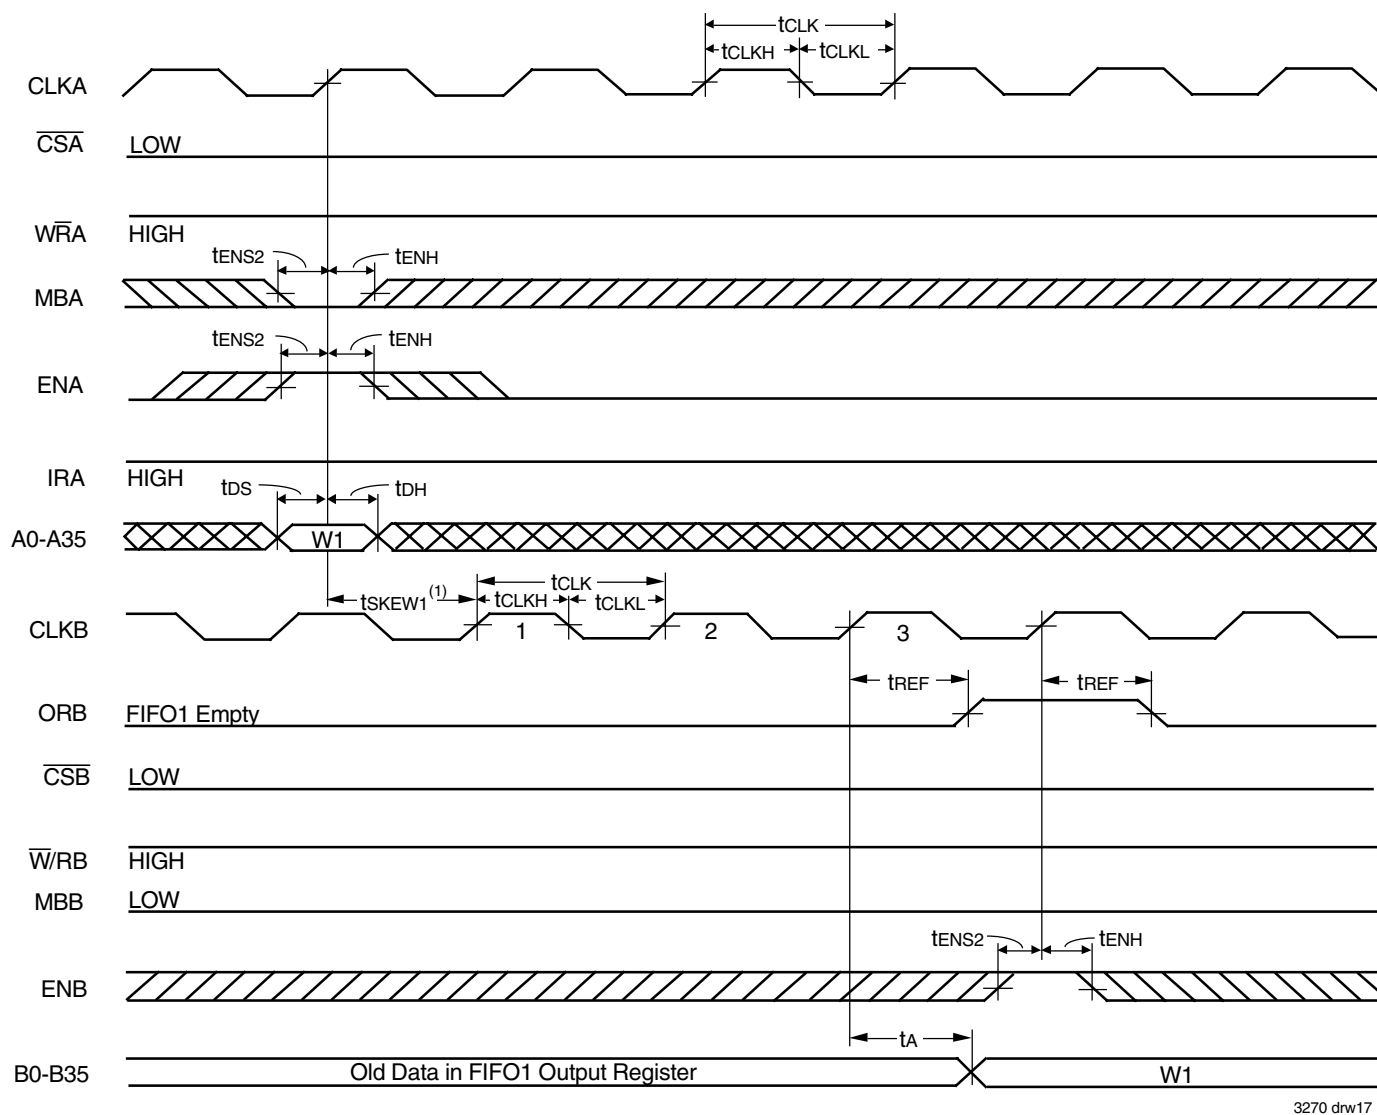 tCLK
tCLKH tCLKL
CLKA
CSA LOW
WRA HIGH
tENS2 tENH
MBA
tENS2 tENH
ENA
IRA HIGH
tDS tDH
A0-A35 W1
tSKEW1(1) tCLK
tCLKH tCLKL
CLKB 1 2 3
tREF tREF
ORB FIFO1 Empty
CSB LOW
W/RB HIGH
MBB LOW
tENS2 tENH
ENB
tA
B0-B35 Old Data in FIFO1 Output Register W1
3270 drw17